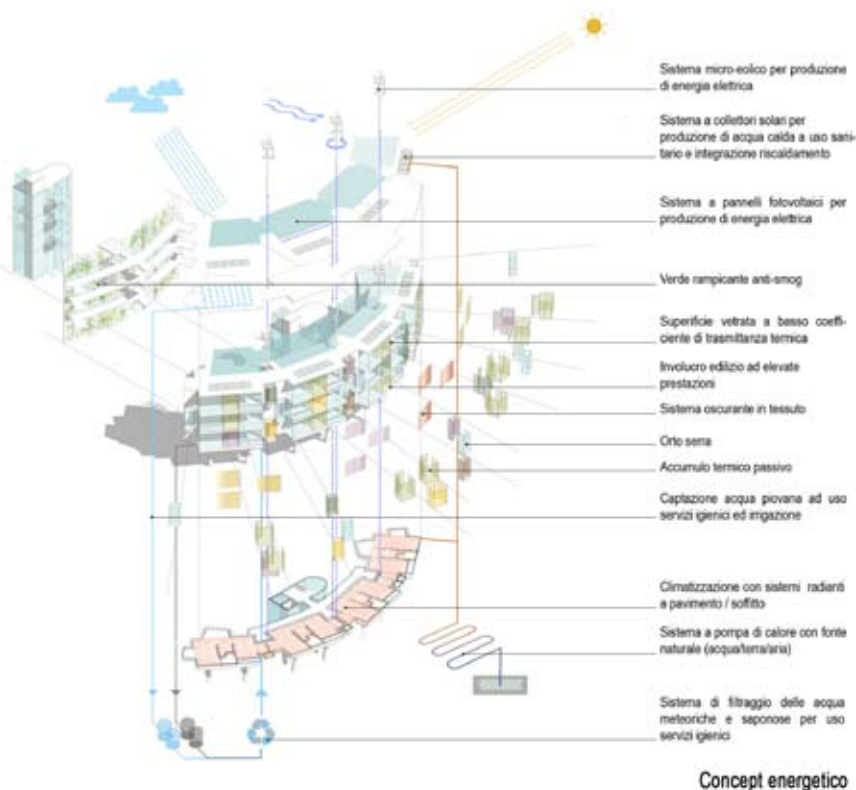 Sistema micro-eolico per produzione
di energia elettrica
Sistema a collettori solari per
produzione di acqua calda a uso sani-
tario e integrazione riscaldamento
Sistema a pannelli fotovoltaici per
produzione di energia elettrica
Verde rampicante anti-smog
Superficie vetrata a basso coeffi-
ciente di trasmittanza termica
Involucro edilizio ad elevate
prestazioni
Sistema oscurante in tessuto
Orto serra
Accumulo termico passivo
Captazione acqua piovana ad uso
servizi igienici ed irrigazione
Climatizzazione con sistemi radianti
a pavimento / soffitto
Sistema a pompa di calore con fonte
naturale (acqua/terra/aria)
Sistema di filtraggio delle acque
meteoriche e saponose per uso
servizi igienici
Concept energetico